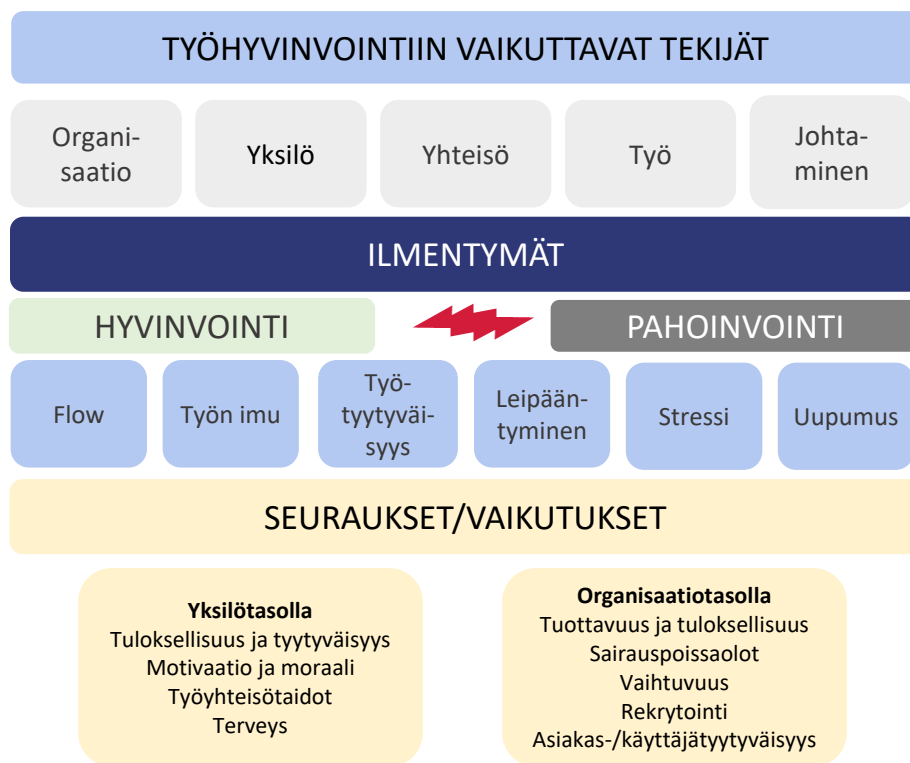 TYÖHYVINVOINTIIN VAIKUTTAVAT TEKIJÄT
Organi-
saatio
Yksilö
Yhteisö
Työ
Johta-
minen
ILMENTYMÄT
HYVINVOINTI
PAHOINVOINTI
Flow
Työn imu
Työ-
tyytyväi-
syys
Leipään-
tyminen
Stressi
Uupumus
SEURAUKSET/VAIKUTUKSET
Yksilötasolla
Tuloksellisuus ja tyytyväisyys
Motivaatio ja moraali
Työyhteisötaidot
Terveys
Organisaatiotasolla
Tuottavuus ja tuloksellisuus
Sairauspoissaolot
Vaihtuvuus
Rekrytointi
Asiakas-/käyttäjätyytyväisyys